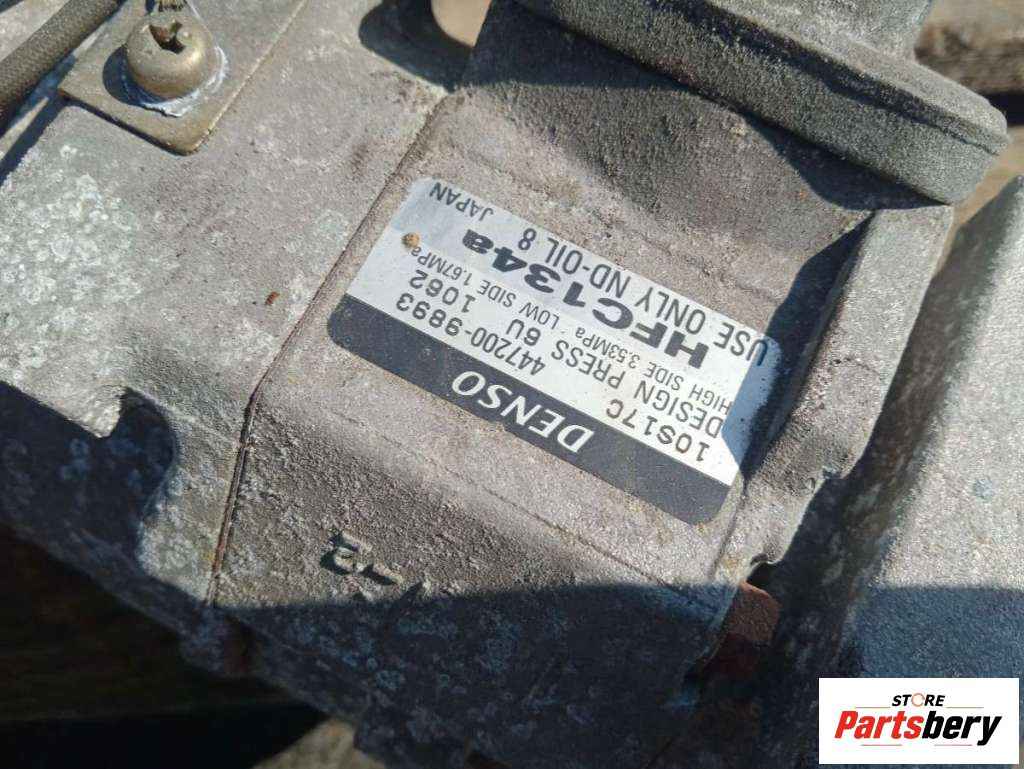 DENSO
10S17C 447200-9893
DESIGN PRESS 6U 1062
HIGH SIDE 3.53MPa LOW SIDE 1.67MPa
HFC134a
USE ONLY ND-OIL 8 JAPAN
STORE
Partsbery